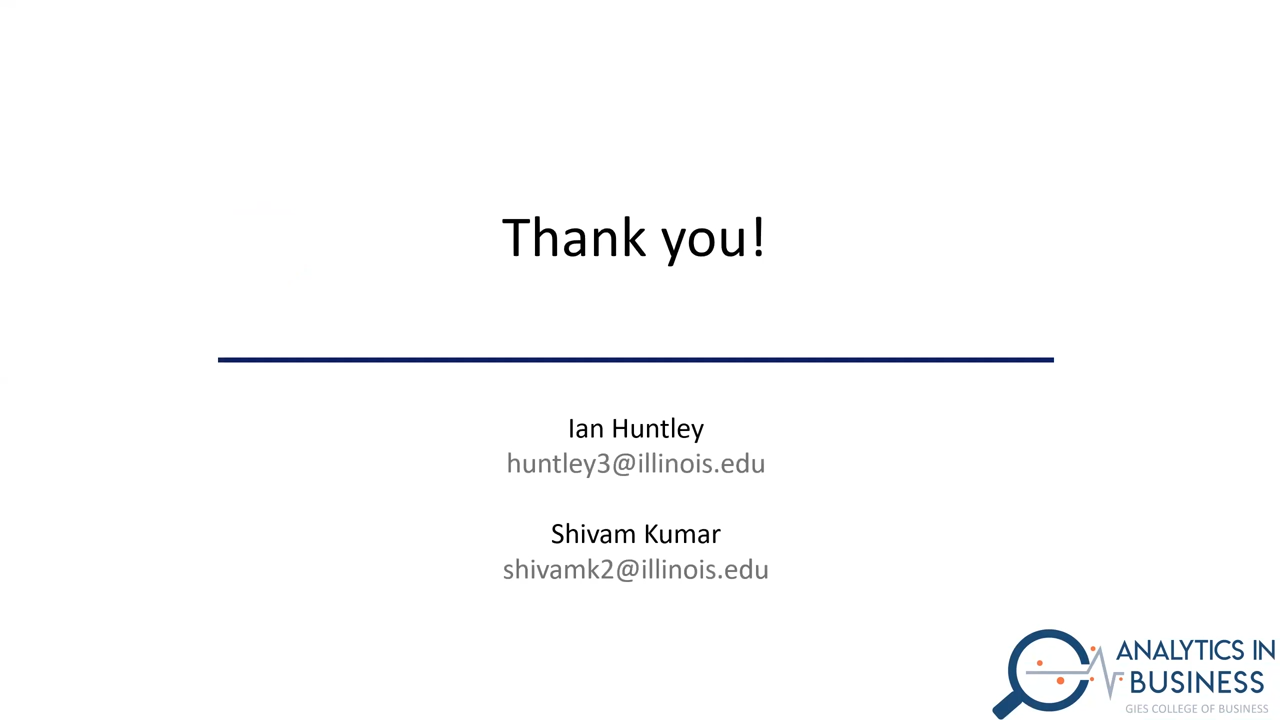 Thank you!
Ian Huntley
huntley3@illinois.edu
Shivam Kumar
shivamk2@illinois.edu
ANALYTICS IN
BUSINESS
GIES COLLEGE OF BUSINESS